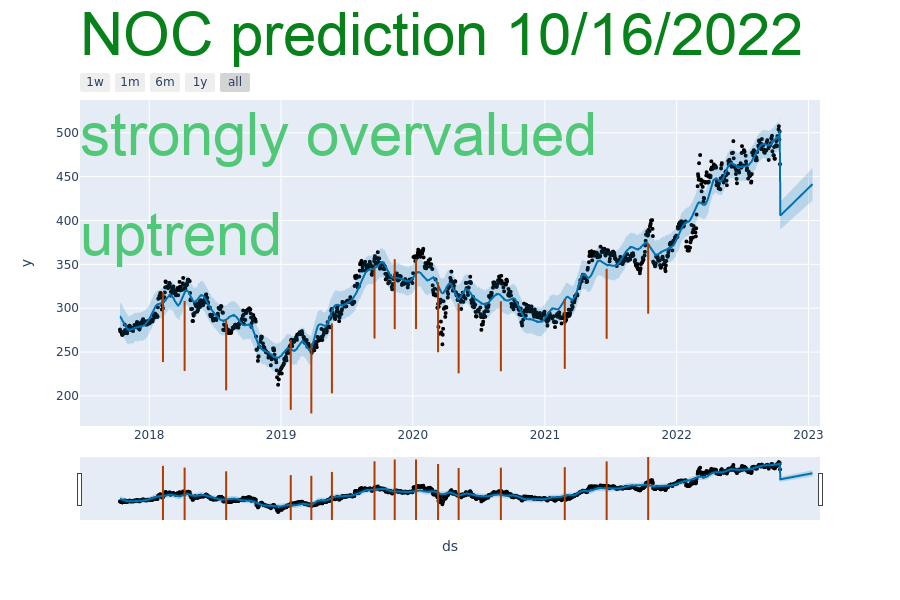 NOC prediction 10/16/2022
1w 1m 6m 1y all
strongly overvalued
uptrend
500
450
400
350
300
250
200
y
2018 2019 2020 2021 2022 2023
ds